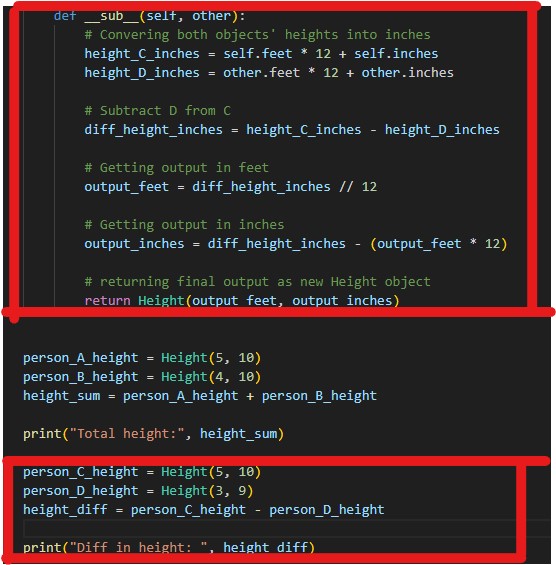 def __sub__(self, other):
# Convering both objects' heights into inches
height_C_inches = self.feet * 12 + self.inches
height_D_inches = other.feet * 12 + other.inches
# Subtract D from C
diff_height_inches = height_C_inches - height_D_inches
# Getting output in feet
output_feet = diff_height_inches // 12
# Getting output in inches
output_inches = diff_height_inches - (output_feet * 12)
# returning final output as new Height object
return Height(output_feet, output_inches)
person_A_height = Height(5, 10)
person_B_height = Height(4, 10)
height_sum = person_A_height + person_B_height
print("Total height:", height_sum)
person_C_height = Height(5, 10)
person_D_height = Height(3, 9)
height_diff = person_C_height - person_D_height
print("Diff in height: ", height_diff)